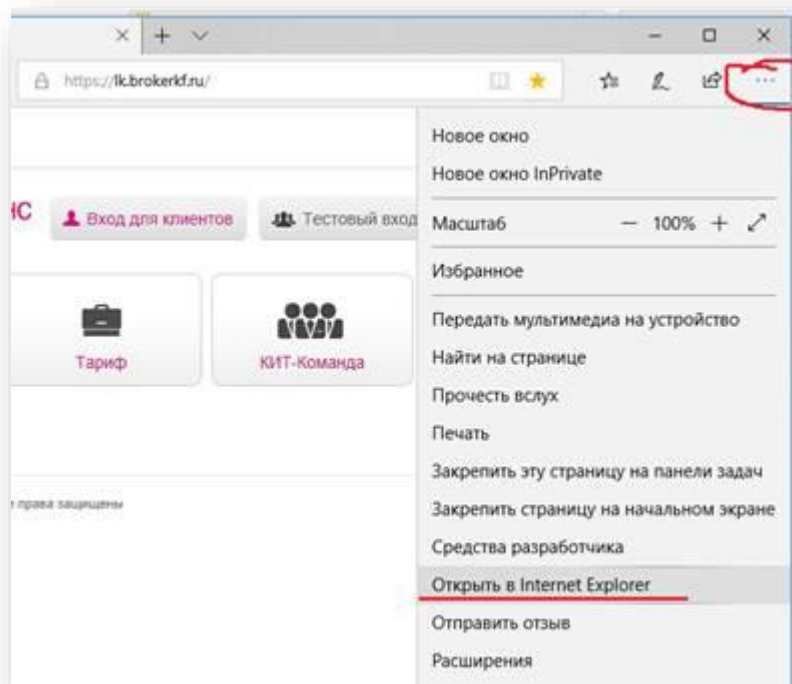 https://lk.brokerkf.ru/
Новое окно
Новое окно InPrivate
Масштаб 100%
Избранное
Передать мультимедиа на устройство
Найти на странице
Прочесть вслух
Печать
Закрепить эту страницу на панели задач
Закрепить страницу на начальном экране
Средства разработчика
Открыть в Internet Explorer
Отправить отзыв
Расширения
НС Вход для клиентов Тестовый вход
Тариф КИТ-Команда
е права защищены